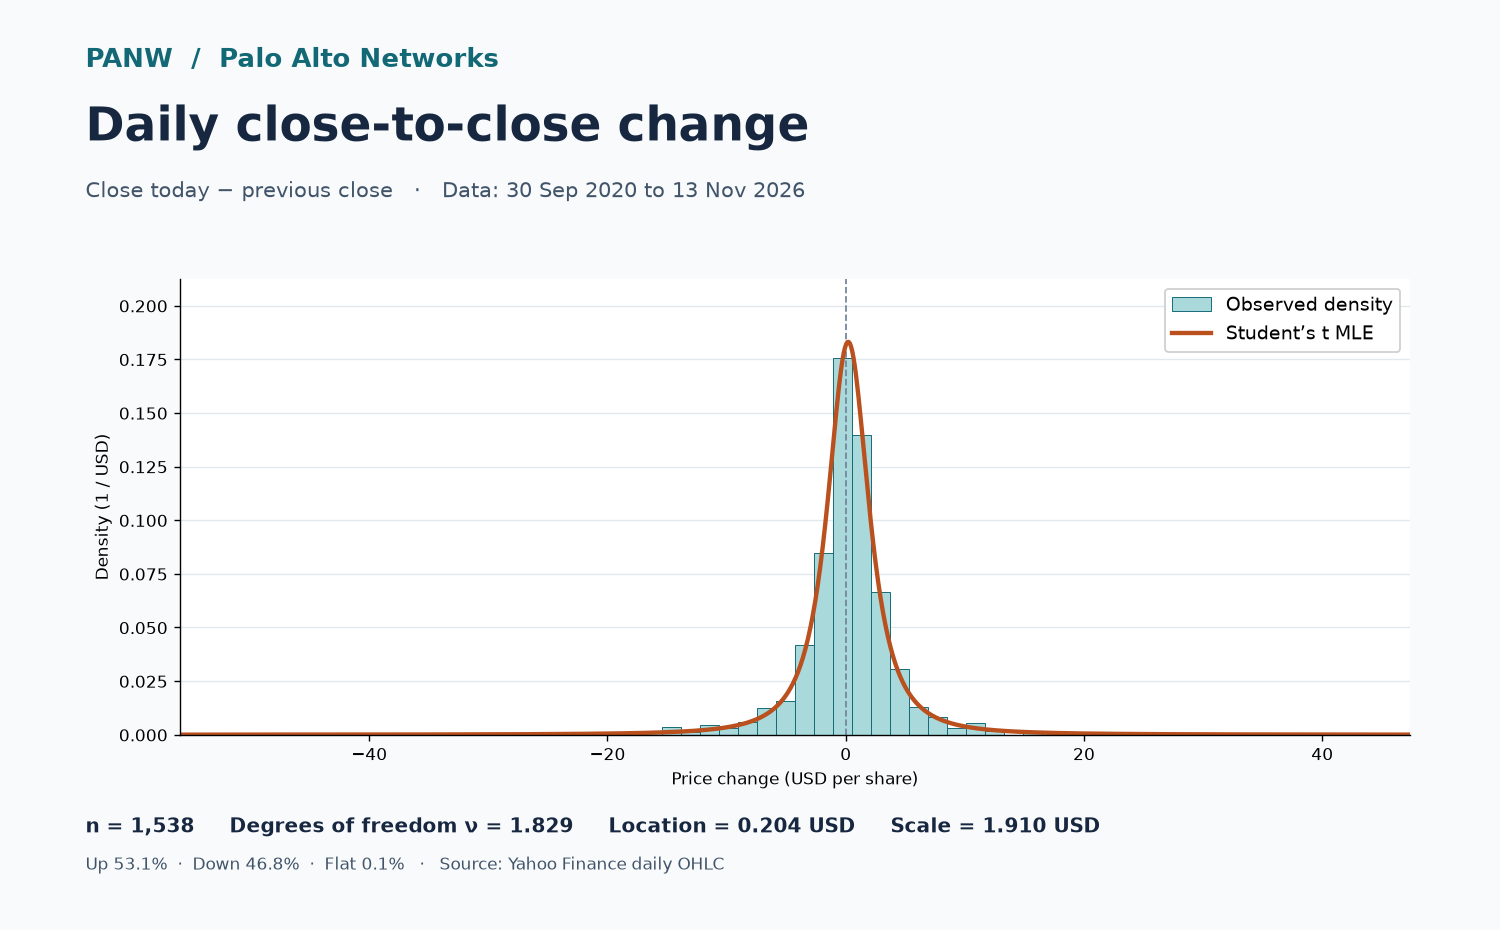 PANW / Palo Alto Networks
Daily close-to-close change
Close today − previous close · Data: 30 Sep 2020 to 13 Nov 2026
Observed density
Student’s t MLE
0.200
0.175
0.150
0.125
0.100
0.075
0.050
0.025
0.000
Density (1 / USD)
−40 −20 0 20 40
Price change (USD per share)
n = 1,538 Degrees of freedom ν = 1.829 Location = 0.204 USD Scale = 1.910 USD
Up 53.1% · Down 46.8% · Flat 0.1% · Source: Yahoo Finance daily OHLC